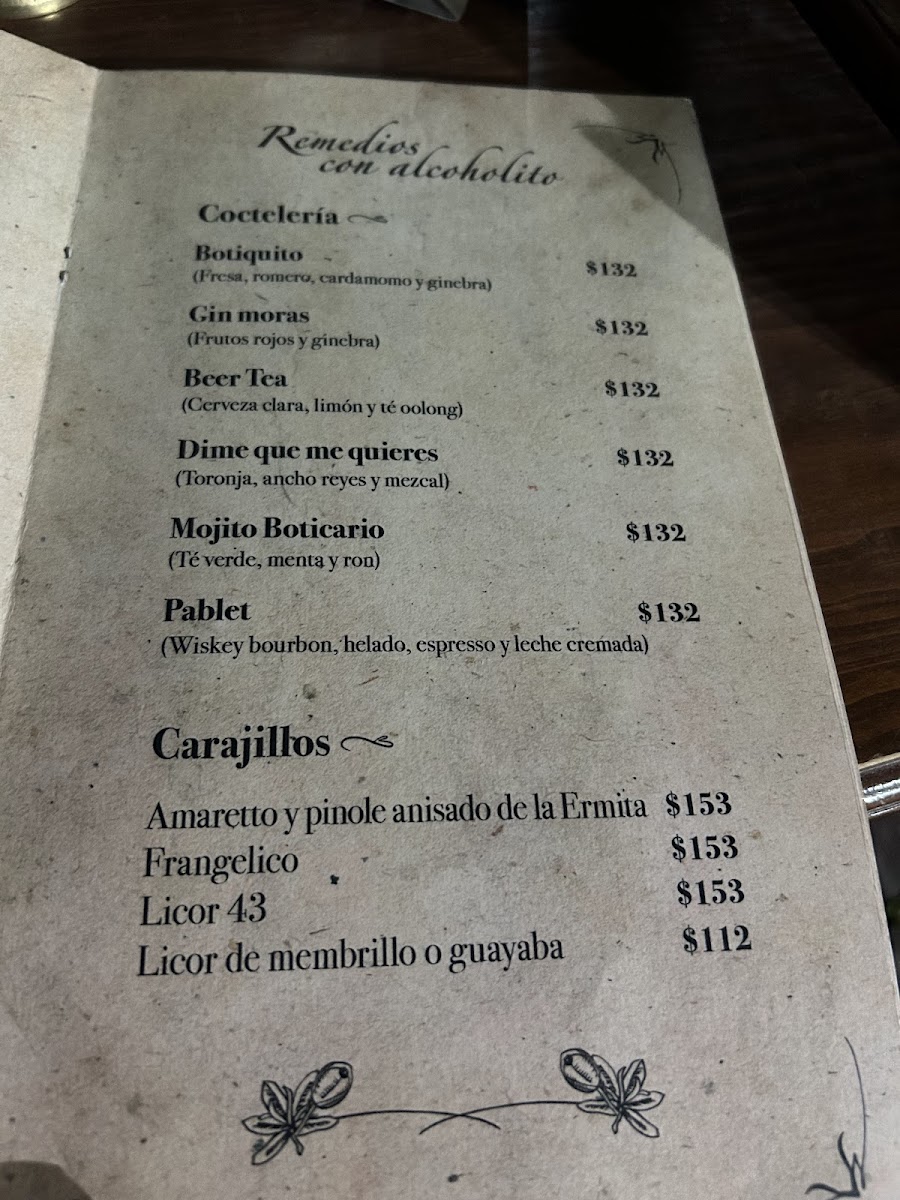 Remedios
con alcoholito
Coctelería
Botiquito $132
(Fresa, romero, cardamomo y ginebra)
Gin moras $132
(Frutos rojos y ginebra)
Beer Tea $132
(Cerveza clara, limón y té oolong)
Dime que me quieres $132
(Toronja, ancho reyes y mezcal)
Mojito Boticario $132
(Té verde, menta y ron)
Pablet $132
(Wiskey bourbon, helado, espresso y leche cremada)
Carajillos
Amaretto y pinole anisado de la Ermita $153
Frangelico $153
Licor 43 $153
Licor de membrillo o guayaba $112